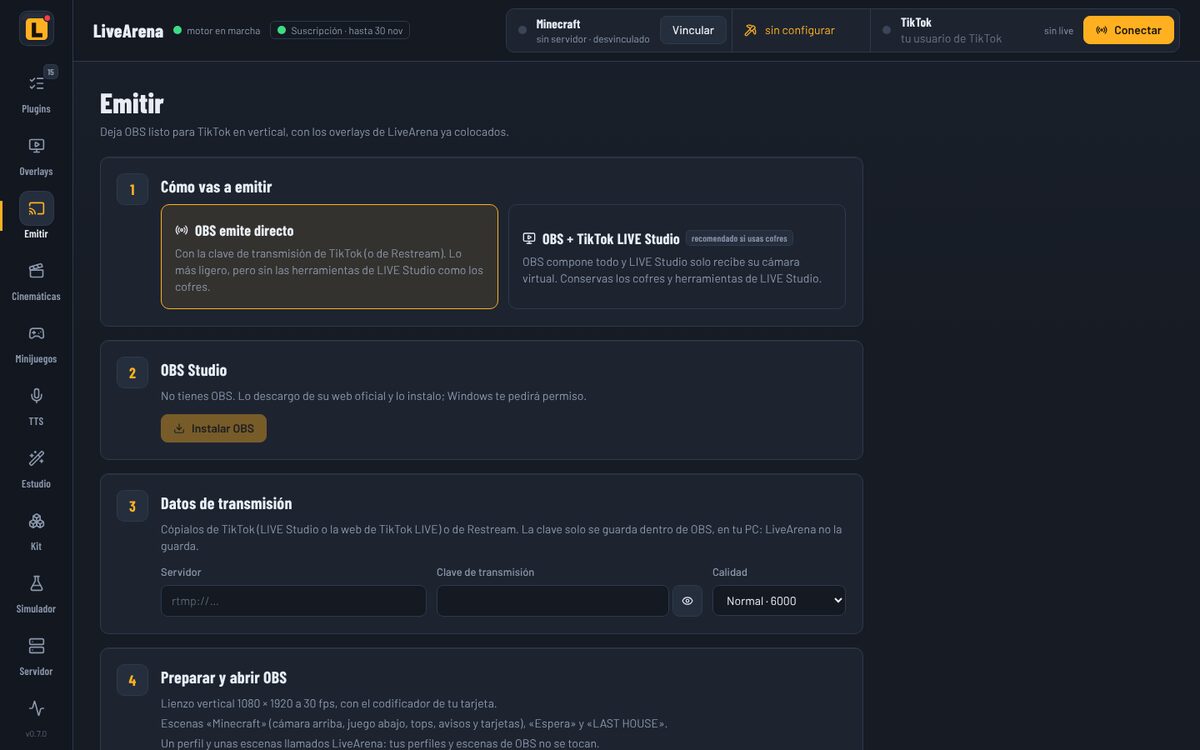 L
LiveArena
motor en marcha
Suscripción · hasta 30 nov
Minecraft
sin servidor · desvinculado
Vincular
sin configurar
TikTok
tu usuario de TikTok
sin live
Conectar
15
Plugins
Overlays
Emitir
Cinemáticas
Minijuegos
TTS
Estudio
Kit
Simulador
Servidor
v0.7.0
Emitir
Deja OBS listo para TikTok en vertical, con los overlays de LiveArena ya colocados.
1
Cómo vas a emitir
OBS emite directo
Con la clave de transmisión de TikTok (o de Restream). Lo
más ligero, pero sin las herramientas de LIVE Studio como los
cofres.
OBS + TikTok LIVE Studio
recomendado si usas cofres
OBS compone todo y LIVE Studio solo recibe su cámara
virtual. Conservas los cofres y herramientas de LIVE Studio.
2
OBS Studio
No tienes OBS. Lo descargo de su web oficial y lo instalo; Windows te pedirá permiso.
Instalar OBS
3
Datos de transmisión
Cópialos de TikTok (LIVE Studio o la web de TikTok LIVE) o de Restream. La clave solo se guarda dentro de OBS, en tu PC: LiveArena no la
guarda.
Servidor
Clave de transmisión
Calidad
rtmp://…
Normal · 6000
4
Preparar y abrir OBS
Lienzo vertical 1080 × 1920 a 30 fps, con el codificador de tu tarjeta.
Escenas «Minecraft» (cámara arriba, juego abajo, tops, avisos y tarjetas), «Espera» y «LAST HOUSE».
Un perfil y unas escenas llamados LiveArena: tus perfiles y escenas de OBS no se tocan.